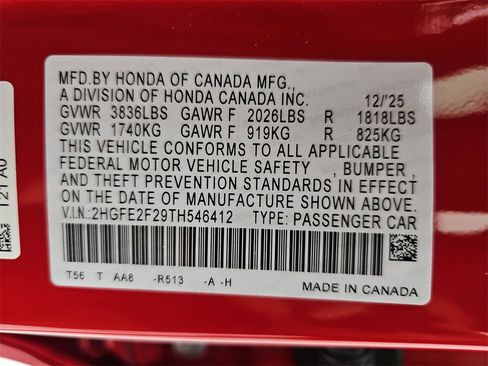 MFD.BY HONDA OF CANADA MFG.,
A DIVISION OF HONDA CANADA INC. 12/'25
GVWR 3836LBS GAWR F 2026LBS R 1818LBS
GVWR 1740KG GAWR F 919KG R 825KG
THIS VEHICLE CONFORMS TO ALL APPLICABLE
FEDERAL MOTOR VEHICLE SAFETY , BUMPER ,
AND THEFT PREVENTION STANDARDS IN EFFECT
ON THE DATE OF MANUFACTURE SHOWN ABOVE.
V.I.N.:2HGFE2F29TH546412 TYPE: PASSENGER CAR
T56 T AA8 -R513 -A -H
MADE IN CANADA
121 A0